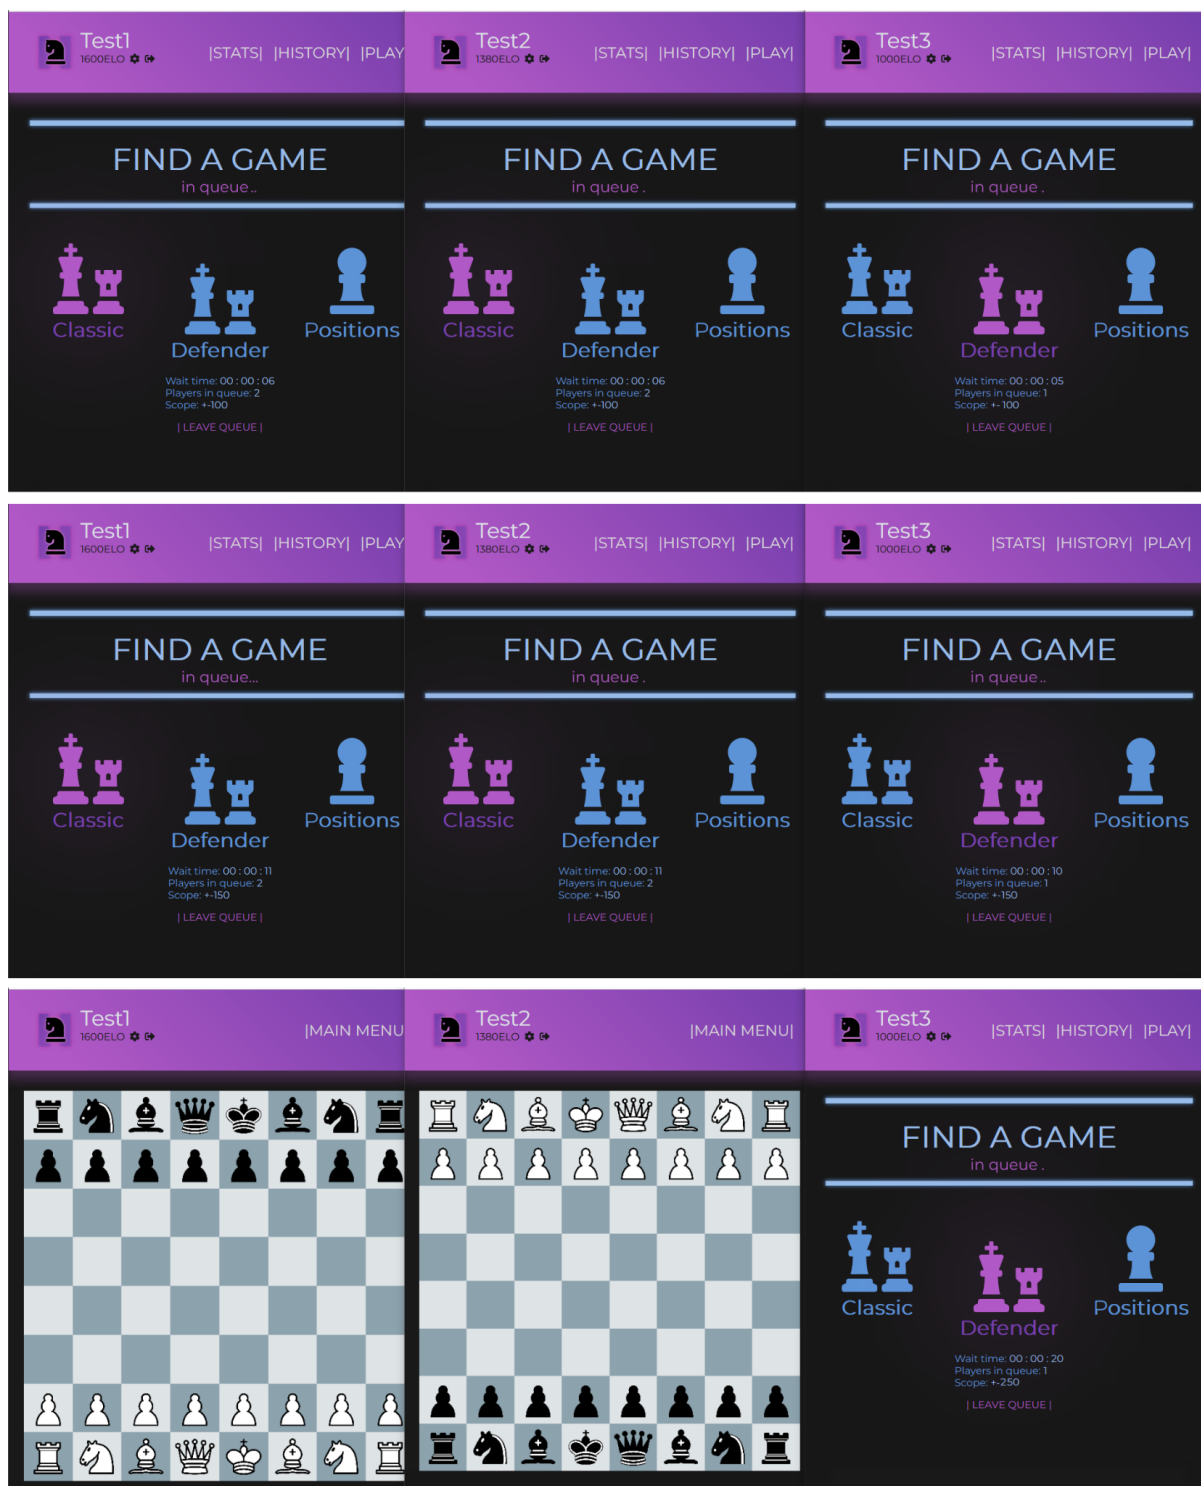 Test1
1600ELO
|STATS| |HISTORY| |PLAY
FIND A GAME
in queue..
Classic
Defender
Positions
Wait time: 00 : 00 : 06
Players in queue: 2
Scope: +-100
| LEAVE QUEUE |
Test2
1380ELO
|STATS| |HISTORY| |PLAY|
FIND A GAME
in queue .
Classic
Defender
Positions
Wait time: 00 : 00 : 06
Players in queue: 2
Scope: +-100
| LEAVE QUEUE |
Test3
1000ELO
|STATS| |HISTORY| |PLAY|
FIND A GAME
in queue .
Classic
Defender
Positions
Wait time: 00 : 00 : 05
Players in queue: 1
Scope: +-100
| LEAVE QUEUE |
Test1
1600ELO
|STATS| |HISTORY| |PLAY
FIND A GAME
in queue...
Classic
Defender
Positions
Wait time: 00 : 00 : 11
Players in queue: 2
Scope: +-150
| LEAVE QUEUE |
Test2
1380ELO
|STATS| |HISTORY| |PLAY|
FIND A GAME
in queue .
Classic
Defender
Positions
Wait time: 00 : 00 : 11
Players in queue: 2
Scope: +-150
| LEAVE QUEUE |
Test3
1000ELO
|STATS| |HISTORY| |PLAY|
FIND A GAME
in queue ..
Classic
Defender
Positions
Wait time: 00 : 00 : 10
Players in queue: 1
Scope: +-150
| LEAVE QUEUE |
Test1
1600ELO
|MAIN MENU
Test2
1380ELO
|MAIN MENU|
Test3
1000ELO
|STATS| |HISTORY| |PLAY|
FIND A GAME
in queue .
Classic
Defender
Positions
Wait time: 00 : 00 : 20
Players in queue: 1
Scope: +-250
| LEAVE QUEUE |